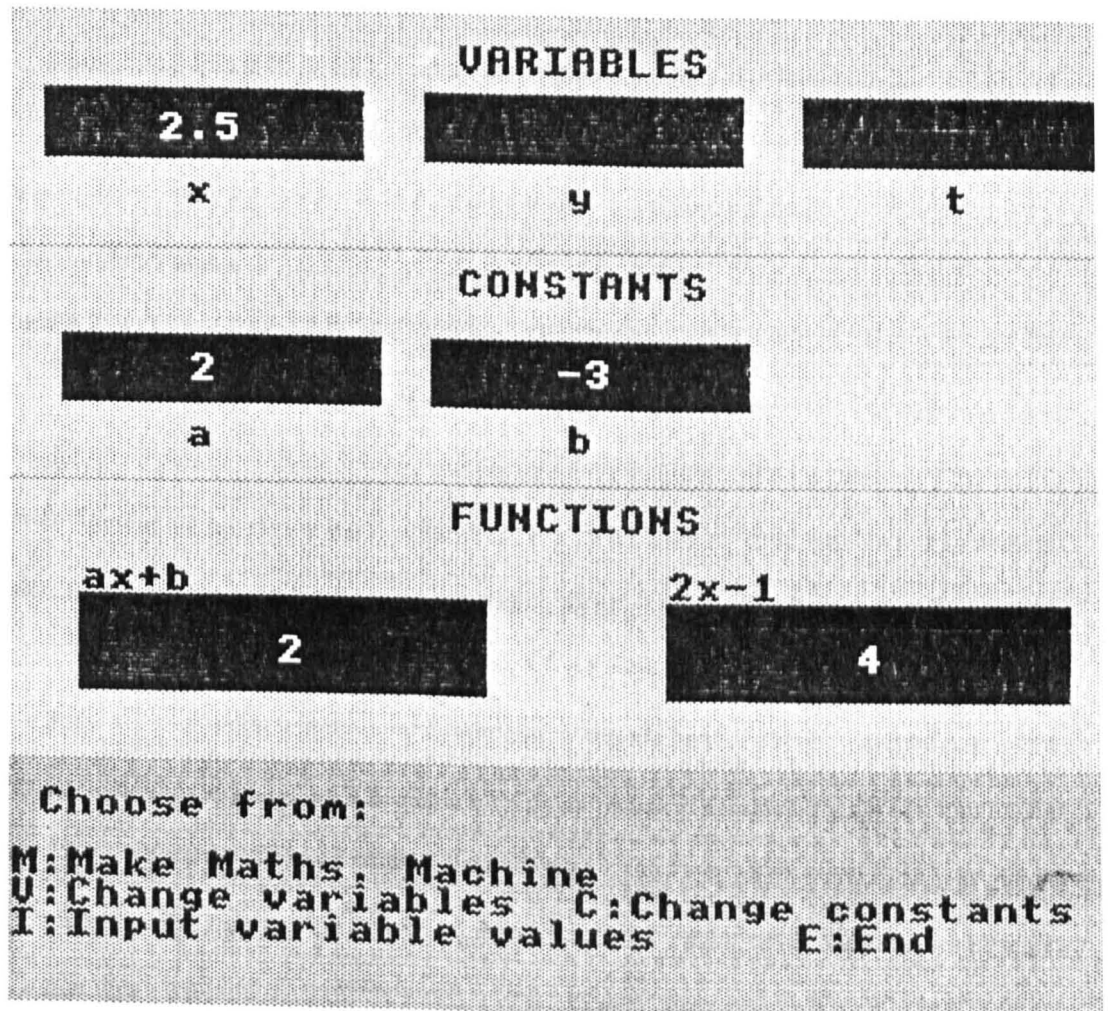 VARIABLES
2.5
x y t
CONSTANTS
2 -3
a b
FUNCTIONS
ax+b 2x-1
2 4
Choose from:
M:Make Maths. Machine
V:Change variables C:Change constants
I:Input variable values E:End